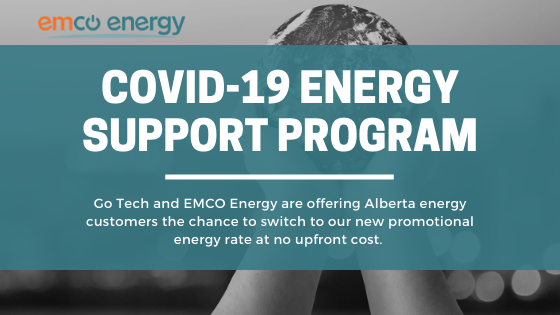 emco energy
COVID-19 ENERGY
SUPPORT PROGRAM
Go Tech and EMCO Energy are offering Alberta energy
customers the chance to switch to our new promotional
energy rate at no upfront cost.